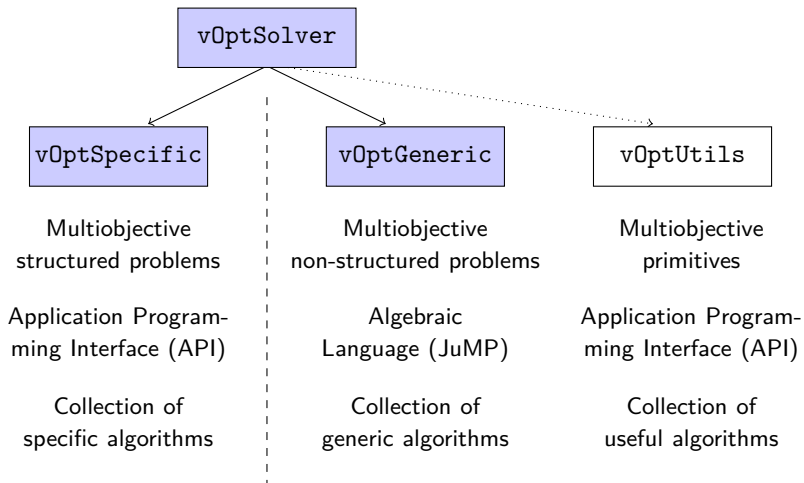 vOptSolver
vOptSpecific
vOptGeneric
vOptUtils
Multiobjective
structured problems
Multiobjective
non-structured problems
Multiobjective
primitives
Application Program-
ming Interface (API)
Algebraic
Language (JuMP)
Application Program-
ming Interface (API)
Collection of
specific algorithms
Collection of
generic algorithms
Collection of
useful algorithms